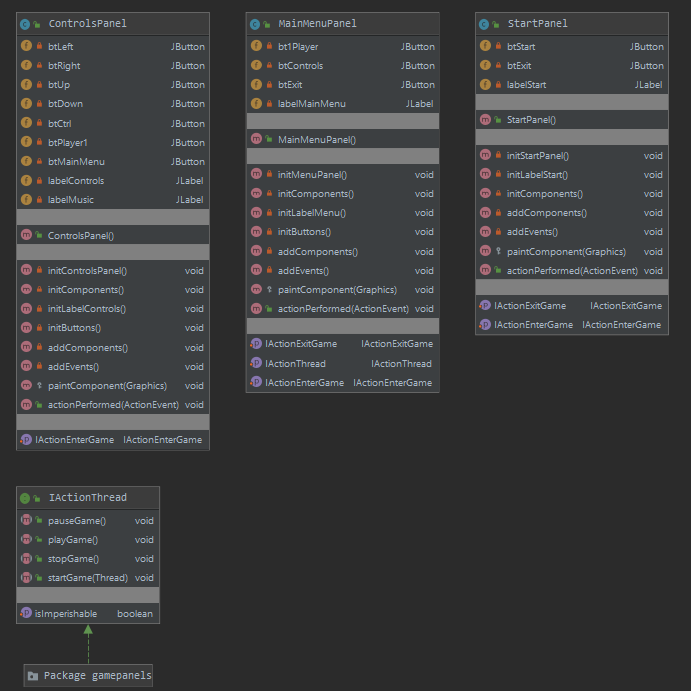 ControlsPanel
btLeft JButton
btRight JButton
btUp JButton
btDown JButton
btCtrl JButton
btPlayer1 JButton
btMainMenu JButton
labelControls JLabel
labelMusic JLabel
ControlsPanel()
initControlsPanel() void
initComponents() void
initLabelControls() void
initButtons() void
addComponents() void
addEvents() void
paintComponent(Graphics) void
actionPerformed(ActionEvent) void
IActionEnterGame IActionEnterGame
MainMenuPanel
bt1Player JButton
btControls JButton
btExit JButton
labelMainMenu JLabel
MainMenuPanel()
initMenuPanel() void
initComponents() void
initLabelMenu() void
initButtons() void
addComponents() void
addEvents() void
paintComponent(Graphics) void
actionPerformed(ActionEvent) void
IActionExitGame IActionExitGame
IActionThread IActionThread
IActionEnterGame IActionEnterGame
StartPanel
btStart JButton
btExit JButton
labelStart JLabel
StartPanel()
initStartPanel() void
initLabelStart() void
initComponents() void
addComponents() void
addEvents() void
paintComponent(Graphics) void
actionPerformed(ActionEvent) void
IActionExitGame IActionExitGame
IActionEnterGame IActionEnterGame
IActionThread
pauseGame() void
playGame() void
stopGame() void
startGame(Thread) void
isImperishable boolean
Package gamepanels